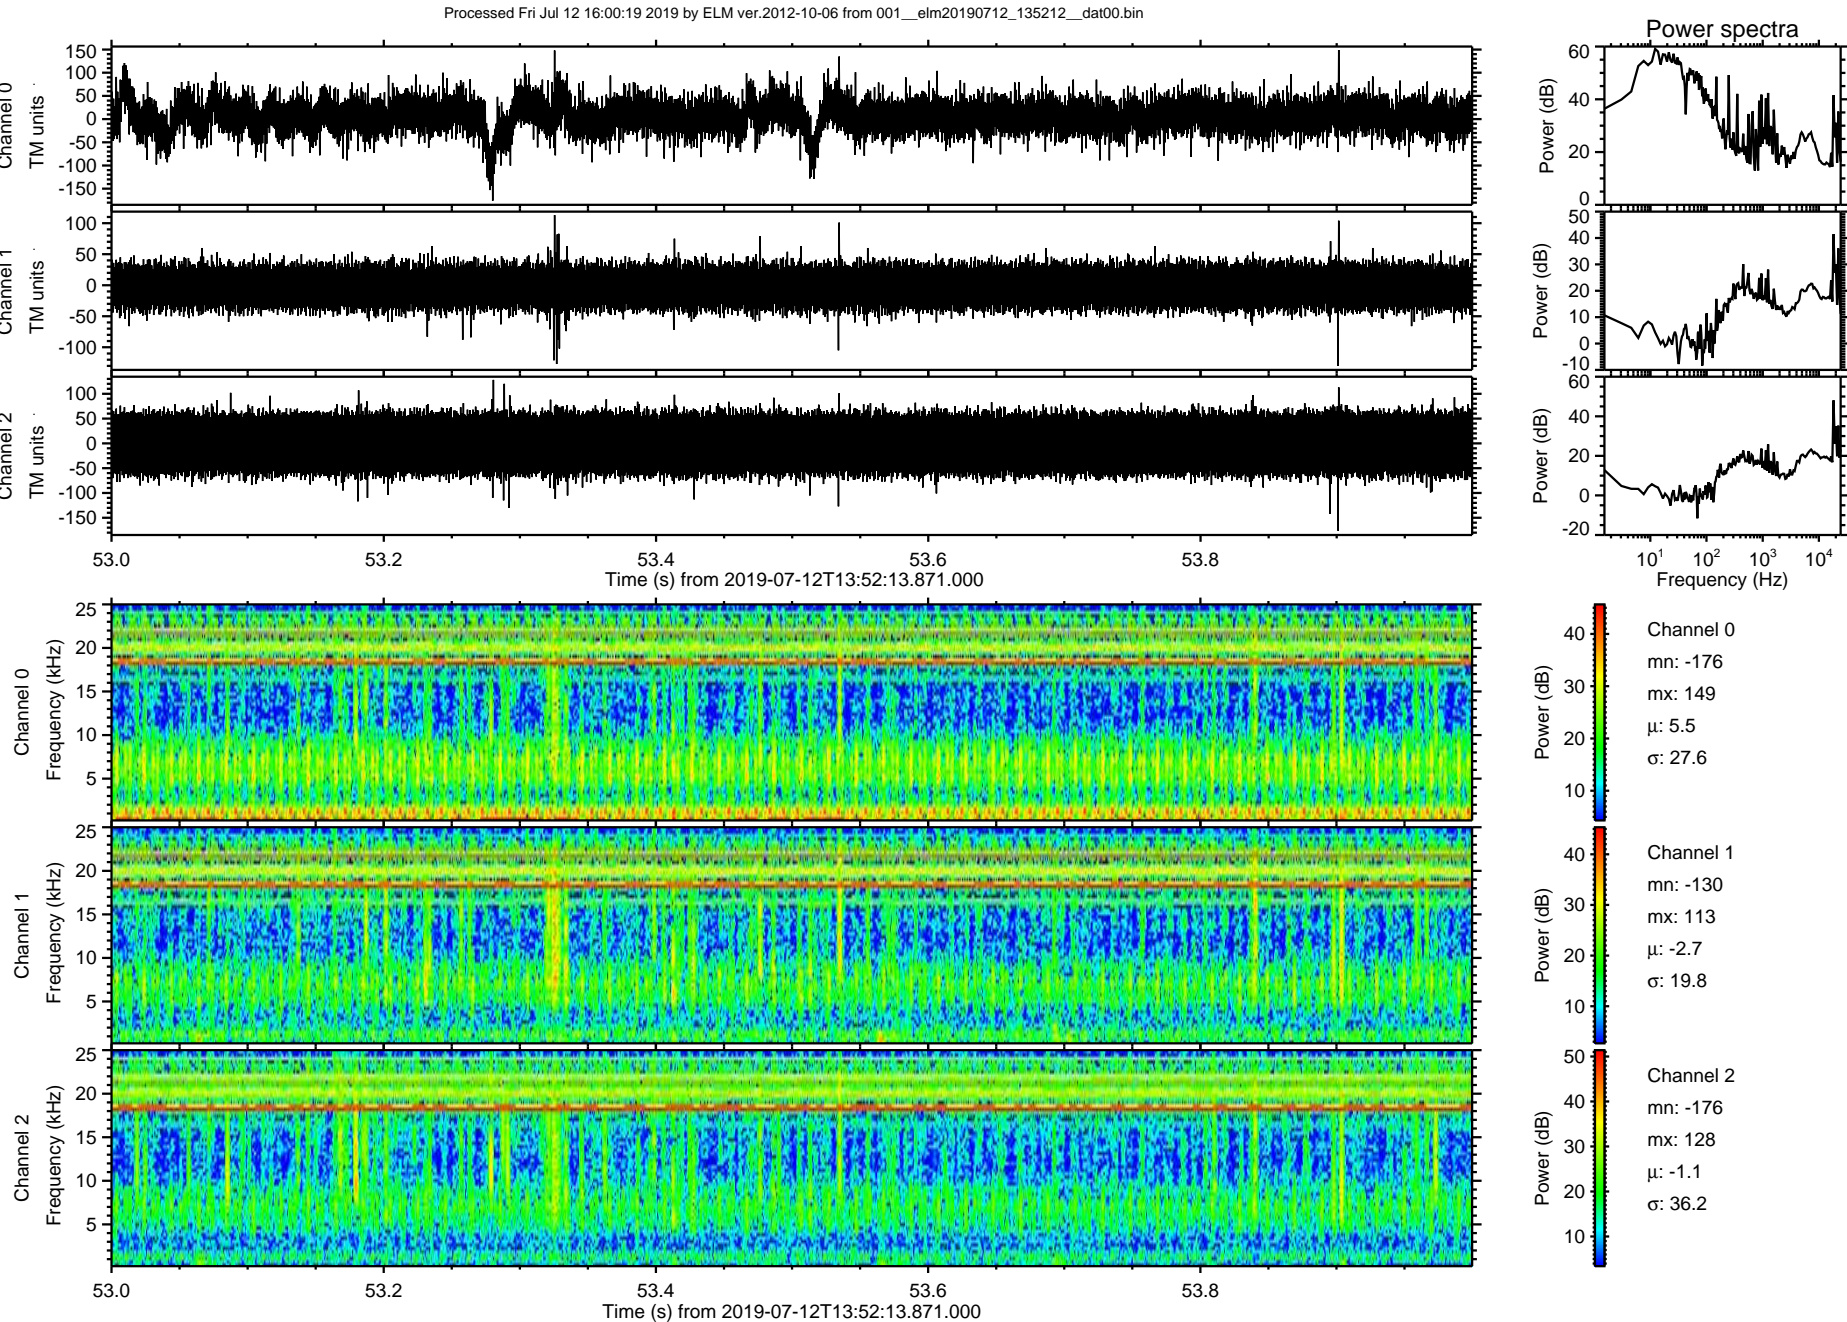 Processed Fri Jul 12 16:00:19 2019 by ELM ver.2012-10-06 from 001__elm20190712_135212__dat00.bin
Power spectra
Channel 0
TM units
150
100
50
0
-50
-100
-150
Power (dB)
60
40
20
0
Channel 1
TM units
100
50
0
-50
-100
Power (dB)
50
40
30
20
10
0
-10
Channel 2
TM units
100
50
0
-50
-100
-150
Power (dB)
60
40
20
0
-20
53.0 53.2 53.4 53.6 53.8
Time (s) from 2019-07-12T13:52:13.871.000
10¹ 10² 10³ 10⁴
Frequency (Hz)
Channel 0
Frequency (kHz)
25
20
15
10
5
Power (dB)
40
30
20
10
Channel 0
mn: -176
mx: 149
μ: 5.5
σ: 27.6
Channel 1
Frequency (kHz)
25
20
15
10
5
Power (dB)
40
30
20
10
Channel 1
mn: -130
mx: 113
μ: -2.7
σ: 19.8
Channel 2
Frequency (kHz)
25
20
15
10
5
Power (dB)
50
40
30
20
10
Channel 2
mn: -176
mx: 128
μ: -1.1
σ: 36.2
53.0 53.2 53.4 53.6 53.8
Time (s) from 2019-07-12T13:52:13.871.000